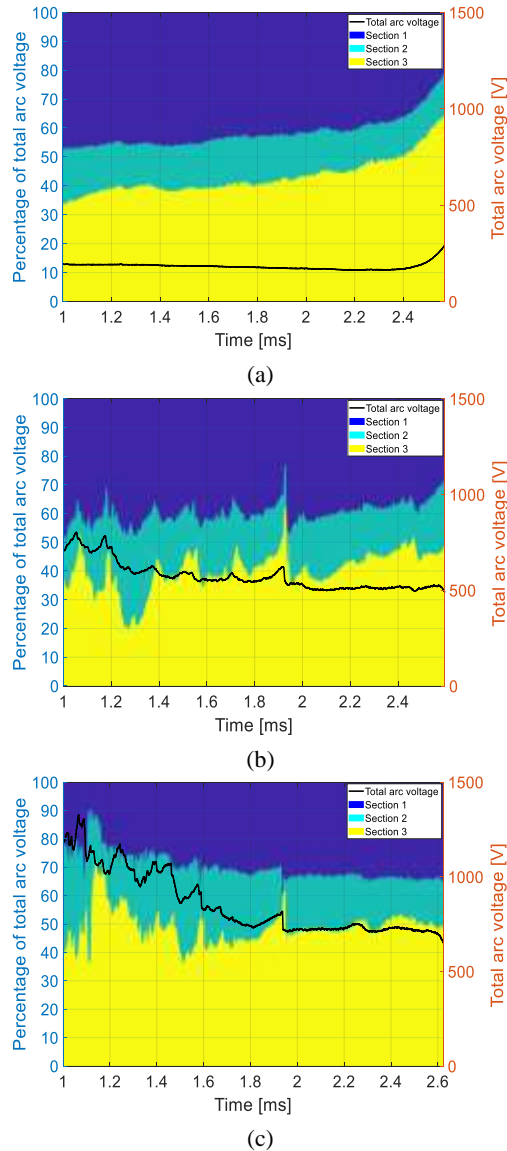 100
90
80
70
60
50
40
30
20
10
0
Percentage of total arc voltage
1500
1000
500
0
Total arc voltage [V]
Total arc voltage
Section 1
Section 2
Section 3
1 1.2 1.4 1.6 1.8 2 2.2 2.4
Time [ms]
(a)
100
90
80
70
60
50
40
30
20
10
0
Percentage of total arc voltage
1500
1000
500
0
Total arc voltage [V]
Total arc voltage
Section 1
Section 2
Section 3
1 1.2 1.4 1.6 1.8 2 2.2 2.4
Time [ms]
(b)
100
90
80
70
60
50
40
30
20
10
0
Percentage of total arc voltage
1500
1000
500
0
Total arc voltage [V]
Total arc voltage
Section 1
Section 2
Section 3
1 1.2 1.4 1.6 1.8 2 2.2 2.4 2.6
Time [ms]
(c)